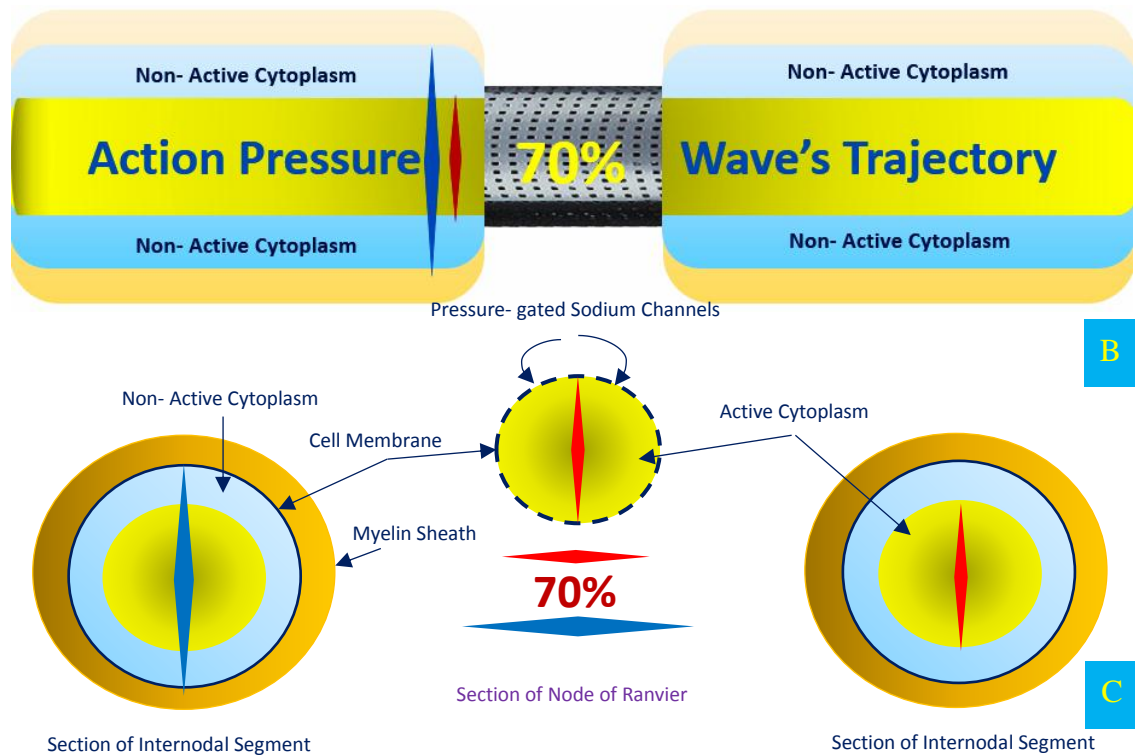 Non- Active Cytoplasm
Non- Active Cytoplasm
Action Pressure
70%
Wave's Trajectory
Non- Active Cytoplasm
Non- Active Cytoplasm
Pressure- gated Sodium Channels
B
Non- Active Cytoplasm
Active Cytoplasm
Cell Membrane
Myelin Sheath
70%
Section of Node of Ranvier
C
Section of Internodal Segment
Section of Internodal Segment